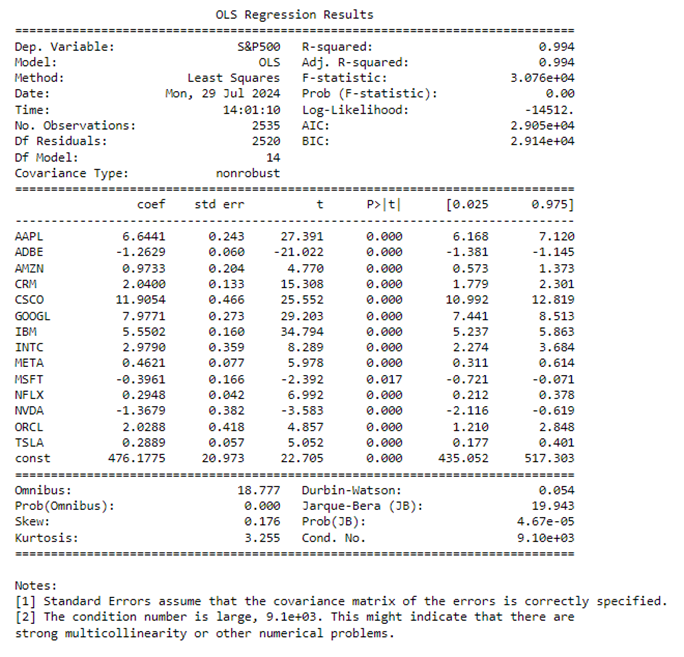 OLS Regression Results
==============================================================================
Dep. Variable: S&P500 R-squared: 0.994
Model: OLS Adj. R-squared: 0.994
Method: Least Squares F-statistic: 3.076e+04
Date: Mon, 29 Jul 2024 Prob (F-statistic): 0.00
Time: 14:01:10 Log-Likelihood: -14512.
No. Observations: 2535 AIC: 2.905e+04
Df Residuals: 2520 BIC: 2.914e+04
Df Model: 14
Covariance Type: nonrobust
==============================================================================
coef std err t P>|t| [0.025 0.975]
------------------------------------------------------------------------------
AAPL 6.6441 0.243 27.391 0.000 6.168 7.120
ADBE -1.2629 0.060 -21.022 0.000 -1.381 -1.145
AMZN 0.9733 0.204 4.770 0.000 0.573 1.373
CRM 2.0400 0.133 15.308 0.000 1.779 2.301
CSCO 11.9054 0.466 25.552 0.000 10.992 12.819
GOOGL 7.9771 0.273 29.203 0.000 7.441 8.513
IBM 5.5502 0.160 34.794 0.000 5.237 5.863
INTC 2.9790 0.359 8.289 0.000 2.274 3.684
META 0.4621 0.077 5.978 0.000 0.311 0.614
MSFT -0.3961 0.166 -2.392 0.017 -0.721 -0.071
NFLX 0.2948 0.042 6.992 0.000 0.212 0.378
NVDA -1.3679 0.382 -3.583 0.000 -2.116 -0.619
ORCL 2.0288 0.418 4.857 0.000 1.210 2.848
TSLA 0.2889 0.057 5.052 0.000 0.177 0.401
const 476.1775 20.973 22.705 0.000 435.052 517.303
==============================================================================
Omnibus: 18.777 Durbin-Watson: 0.054
Prob(Omnibus): 0.000 Jarque-Bera (JB): 19.943
Skew: 0.176 Prob(JB): 4.67e-05
Kurtosis: 3.255 Cond. No. 9.10e+03
==============================================================================
Notes:
[1] Standard Errors assume that the covariance matrix of the errors is correctly specified.
[2] The condition number is large, 9.1e+03. This might indicate that there are
strong multicollinearity or other numerical problems.